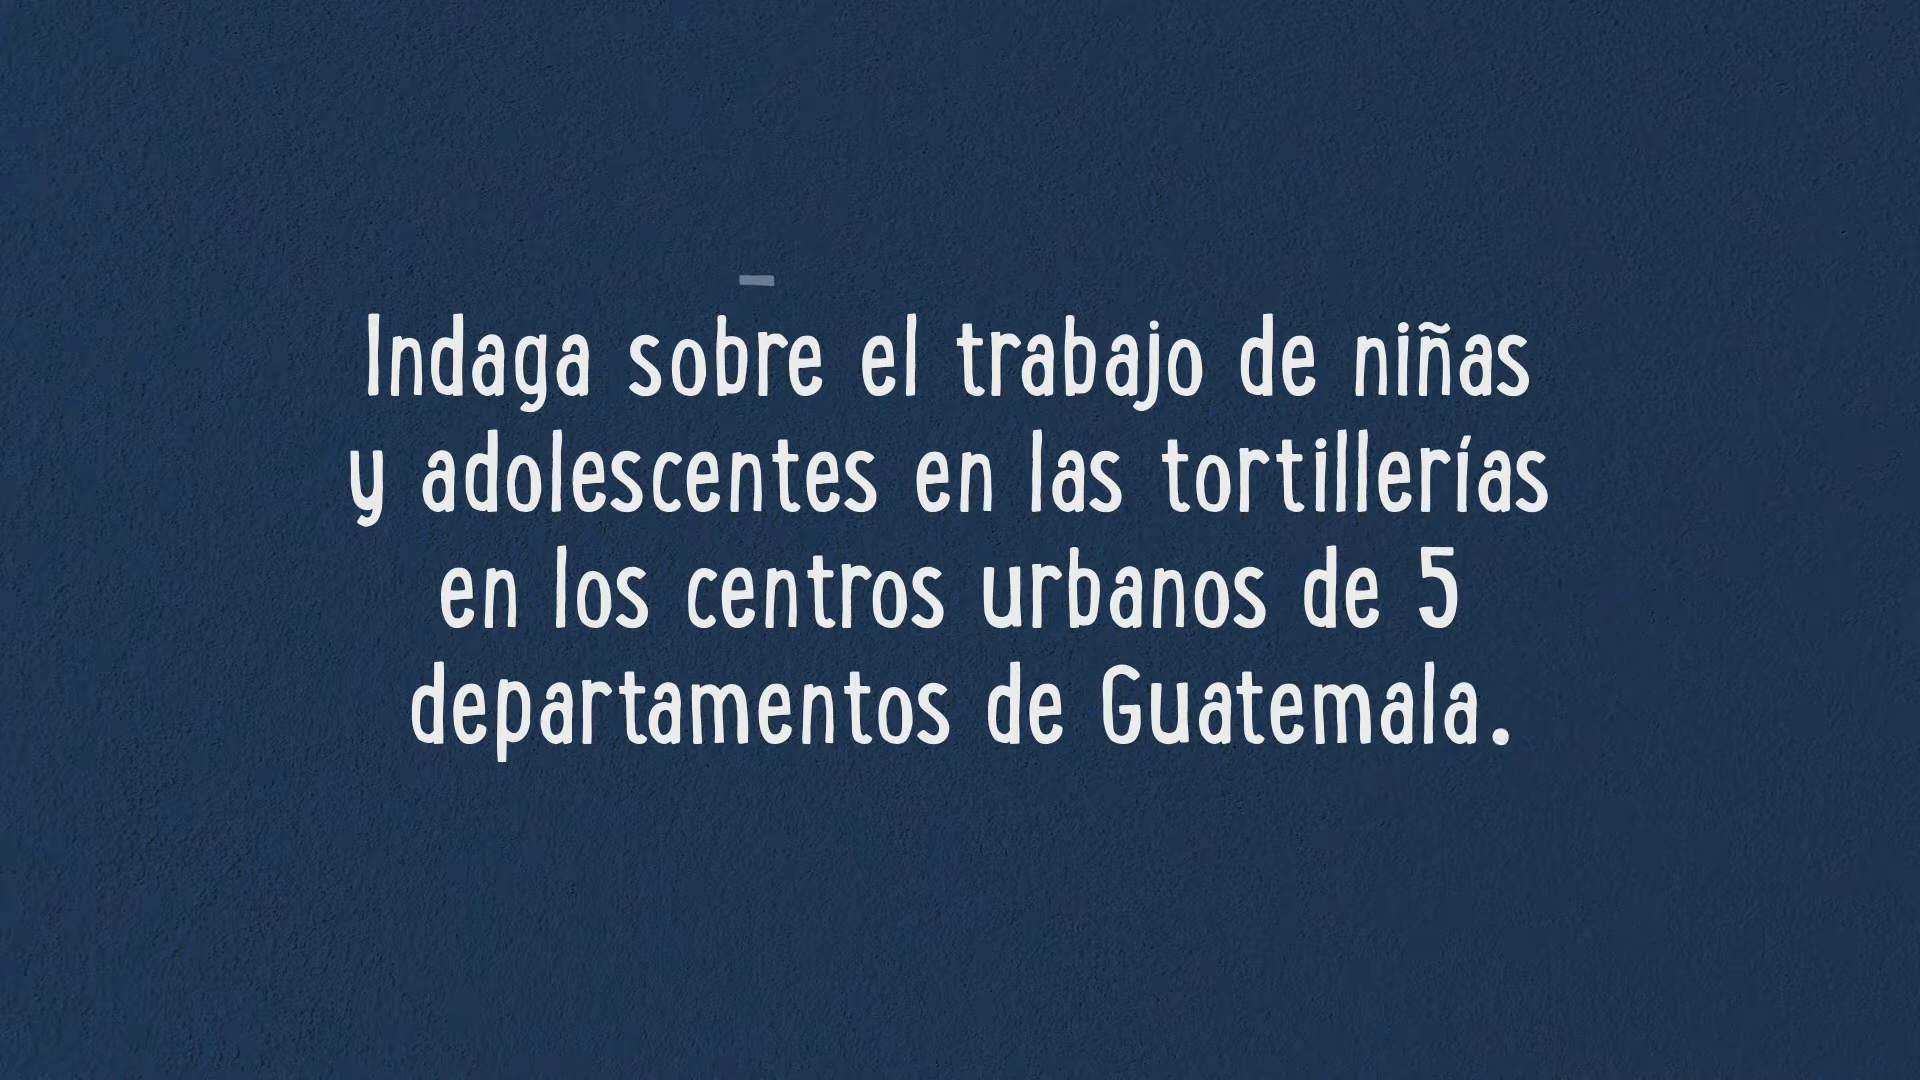 Indaga sobre el trabajo de niñas
y adolescentes en las tortillerías
en los centros urbanos de 5
departamentos de Guatemala.